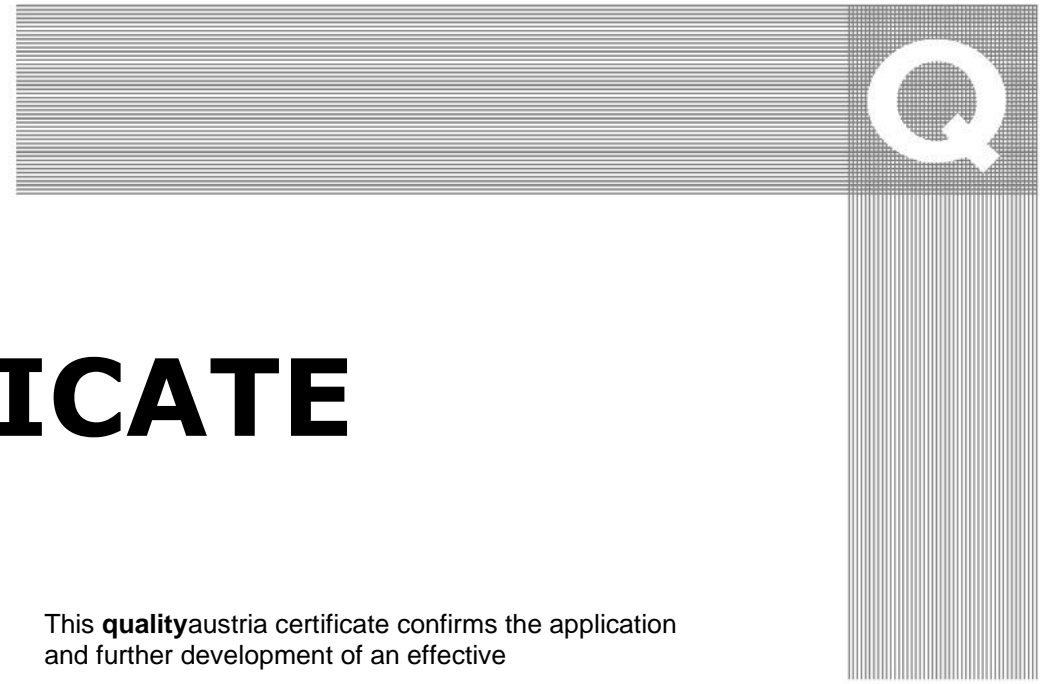 Q
ICATE
This qualityaustria certificate confirms the application
and further development of an effective